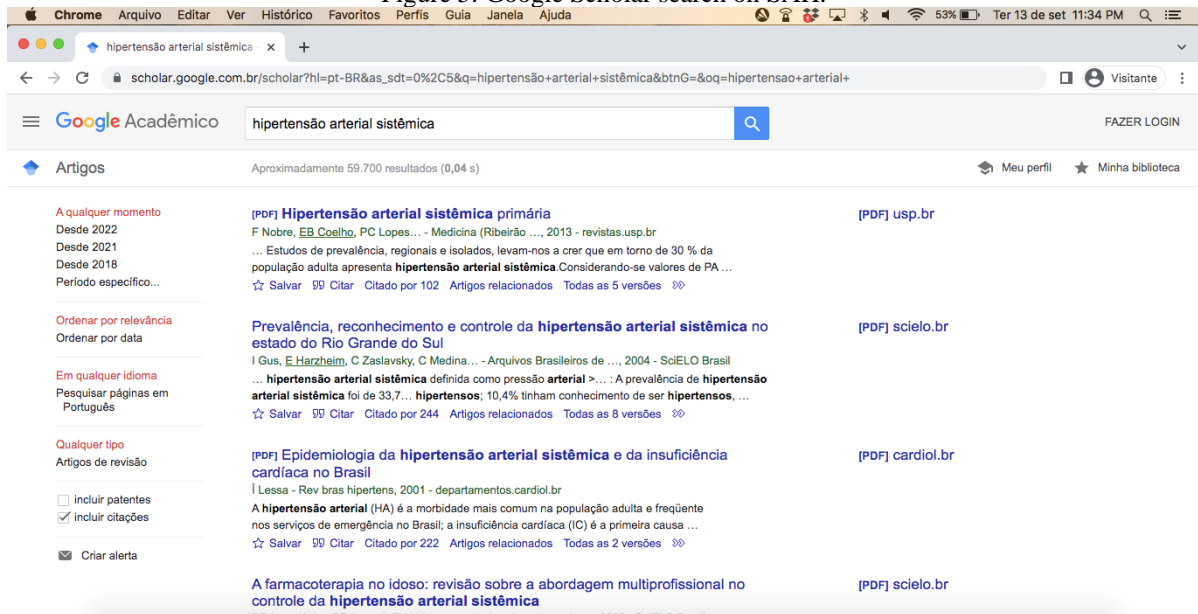 Chrome Arquivo Editar Ver Histórico Favoritos Perfis Guia Janela Ajuda 53% Ter 13 de set 11:34 PM
hipertensão arterial sistêmica -
scholar.google.com.br/scholar?hl=pt-BR&as_sdt=0%2C5&q=hipertensão+arterial+sistêmica&btnG=&oq=hipertensao+arterial+ Visitante
Google Acadêmico hipertensão arterial sistêmica FAZER LOGIN
Artigos Aproximadamente 59.700 resultados (0,04 s) Meu perfil Minha biblioteca
A qualquer momento
Desde 2022
Desde 2021
Desde 2018
Período específico...
Ordenar por relevância
Ordenar por data
Em qualquer idioma
Pesquisar páginas em
Português
Qualquer tipo
Artigos de revisão
incluir patentes
incluir citações
Criar alerta
[PDF] Hipertensão arterial sistêmica primária [PDF] usp.br
F Nobre, EB Coelho, PC Lopes... - Medicina (Ribeirão ..., 2013 - revistas.usp.br
... Estudos de prevalência, regionais e isolados, levam-nos a crer que em torno de 30 % da
população adulta apresenta hipertensão arterial sistêmica.Considerando-se valores de PA ...
Salvar Citar Citado por 102 Artigos relacionados Todas as 5 versões
Prevalência, reconhecimento e controle da hipertensão arterial sistêmica no [PDF] scielo.br
estado do Rio Grande do Sul
I Gus, E Harzheim, C Zaslavsky, C Medina... - Arquivos Brasileiros de ..., 2004 - SciELO Brasil
... hipertensão arterial sistêmica definida como pressão arterial >... : A prevalência de hipertensão
arterial sistêmica foi de 33,7... hipertensos; 10,4% tinham conhecimento de ser hipertensos, ...
Salvar Citar Citado por 244 Artigos relacionados Todas as 8 versões
[PDF] Epidemiologia da hipertensão arterial sistêmica e da insuficiência [PDF] cardiol.br
cardíaca no Brasil
Í Lessa - Rev bras hipertens, 2001 - departamentos.cardiol.br
A hipertensão arterial (HA) é a morbidade mais comum na população adulta e freqüente
nos serviços de emergência no Brasil; a insuficiência cardíaca (IC) é a primeira causa ...
Salvar Citar Citado por 222 Artigos relacionados Todas as 2 versões
A farmacoterapia no idoso: revisão sobre a abordagem multiprofissional no [PDF] scielo.br
controle da hipertensão arterial sistêmica